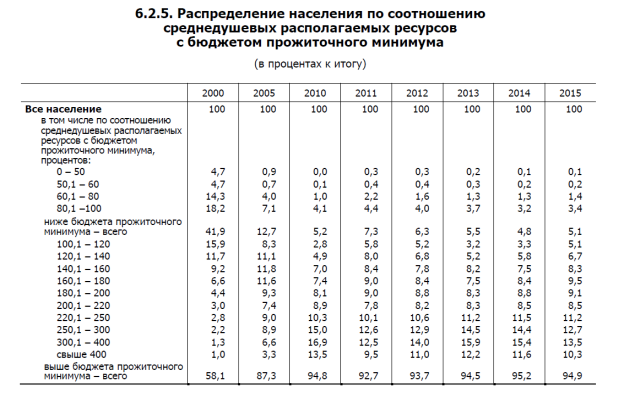 6.2.5. Распределение населения по соотношению
среднедушевых располагаемых ресурсов
с бюджетом прожиточного минимума
(в процентах к итогу)
2000 2005 2010 2011 2012 2013 2014 2015
Все население 100 100 100 100 100 100 100 100
в том числе по соотношению
среднедушевых располагаемых
ресурсов с бюджетом
прожиточного минимума,
процентов:
0 – 50 4,7 0,9 0,0 0,3 0,3 0,2 0,1 0,1
50,1 – 60 4,7 0,7 0,1 0,4 0,4 0,3 0,2 0,2
60,1 – 80 14,3 4,0 1,0 2,2 1,6 1,3 1,3 1,4
80,1 –100 18,2 7,1 4,1 4,4 4,0 3,7 3,2 3,4
ниже бюджета прожиточного
минимума – всего 41,9 12,7 5,2 7,3 6,3 5,5 4,8 5,1
100,1 – 120 15,9 8,3 2,8 5,8 5,2 3,2 3,3 5,1
120,1 – 140 11,7 11,1 4,9 8,0 6,8 5,2 5,8 6,7
140,1 – 160 9,2 11,8 7,0 8,4 7,8 8,2 7,5 8,3
160,1 – 180 6,6 11,6 7,4 9,0 8,4 7,5 8,4 9,5
180,1 – 200 4,4 9,3 8,1 9,0 8,8 8,3 8,8 9,1
200,1 – 220 3,0 7,4 8,9 7,8 8,2 8,3 8,5 8,5
220,1 – 250 2,8 9,0 10,3 10,1 10,6 11,2 11,5 11,2
250,1 – 300 2,2 8,9 15,0 12,6 12,9 14,5 14,4 12,7
300,1 – 400 1,3 6,6 16,9 12,5 14,0 15,9 15,4 13,5
свыше 400 1,0 3,3 13,5 9,5 11,0 12,2 11,6 10,3
выше бюджета прожиточного
минимума – всего 58,1 87,3 94,8 92,7 93,7 94,5 95,2 94,9